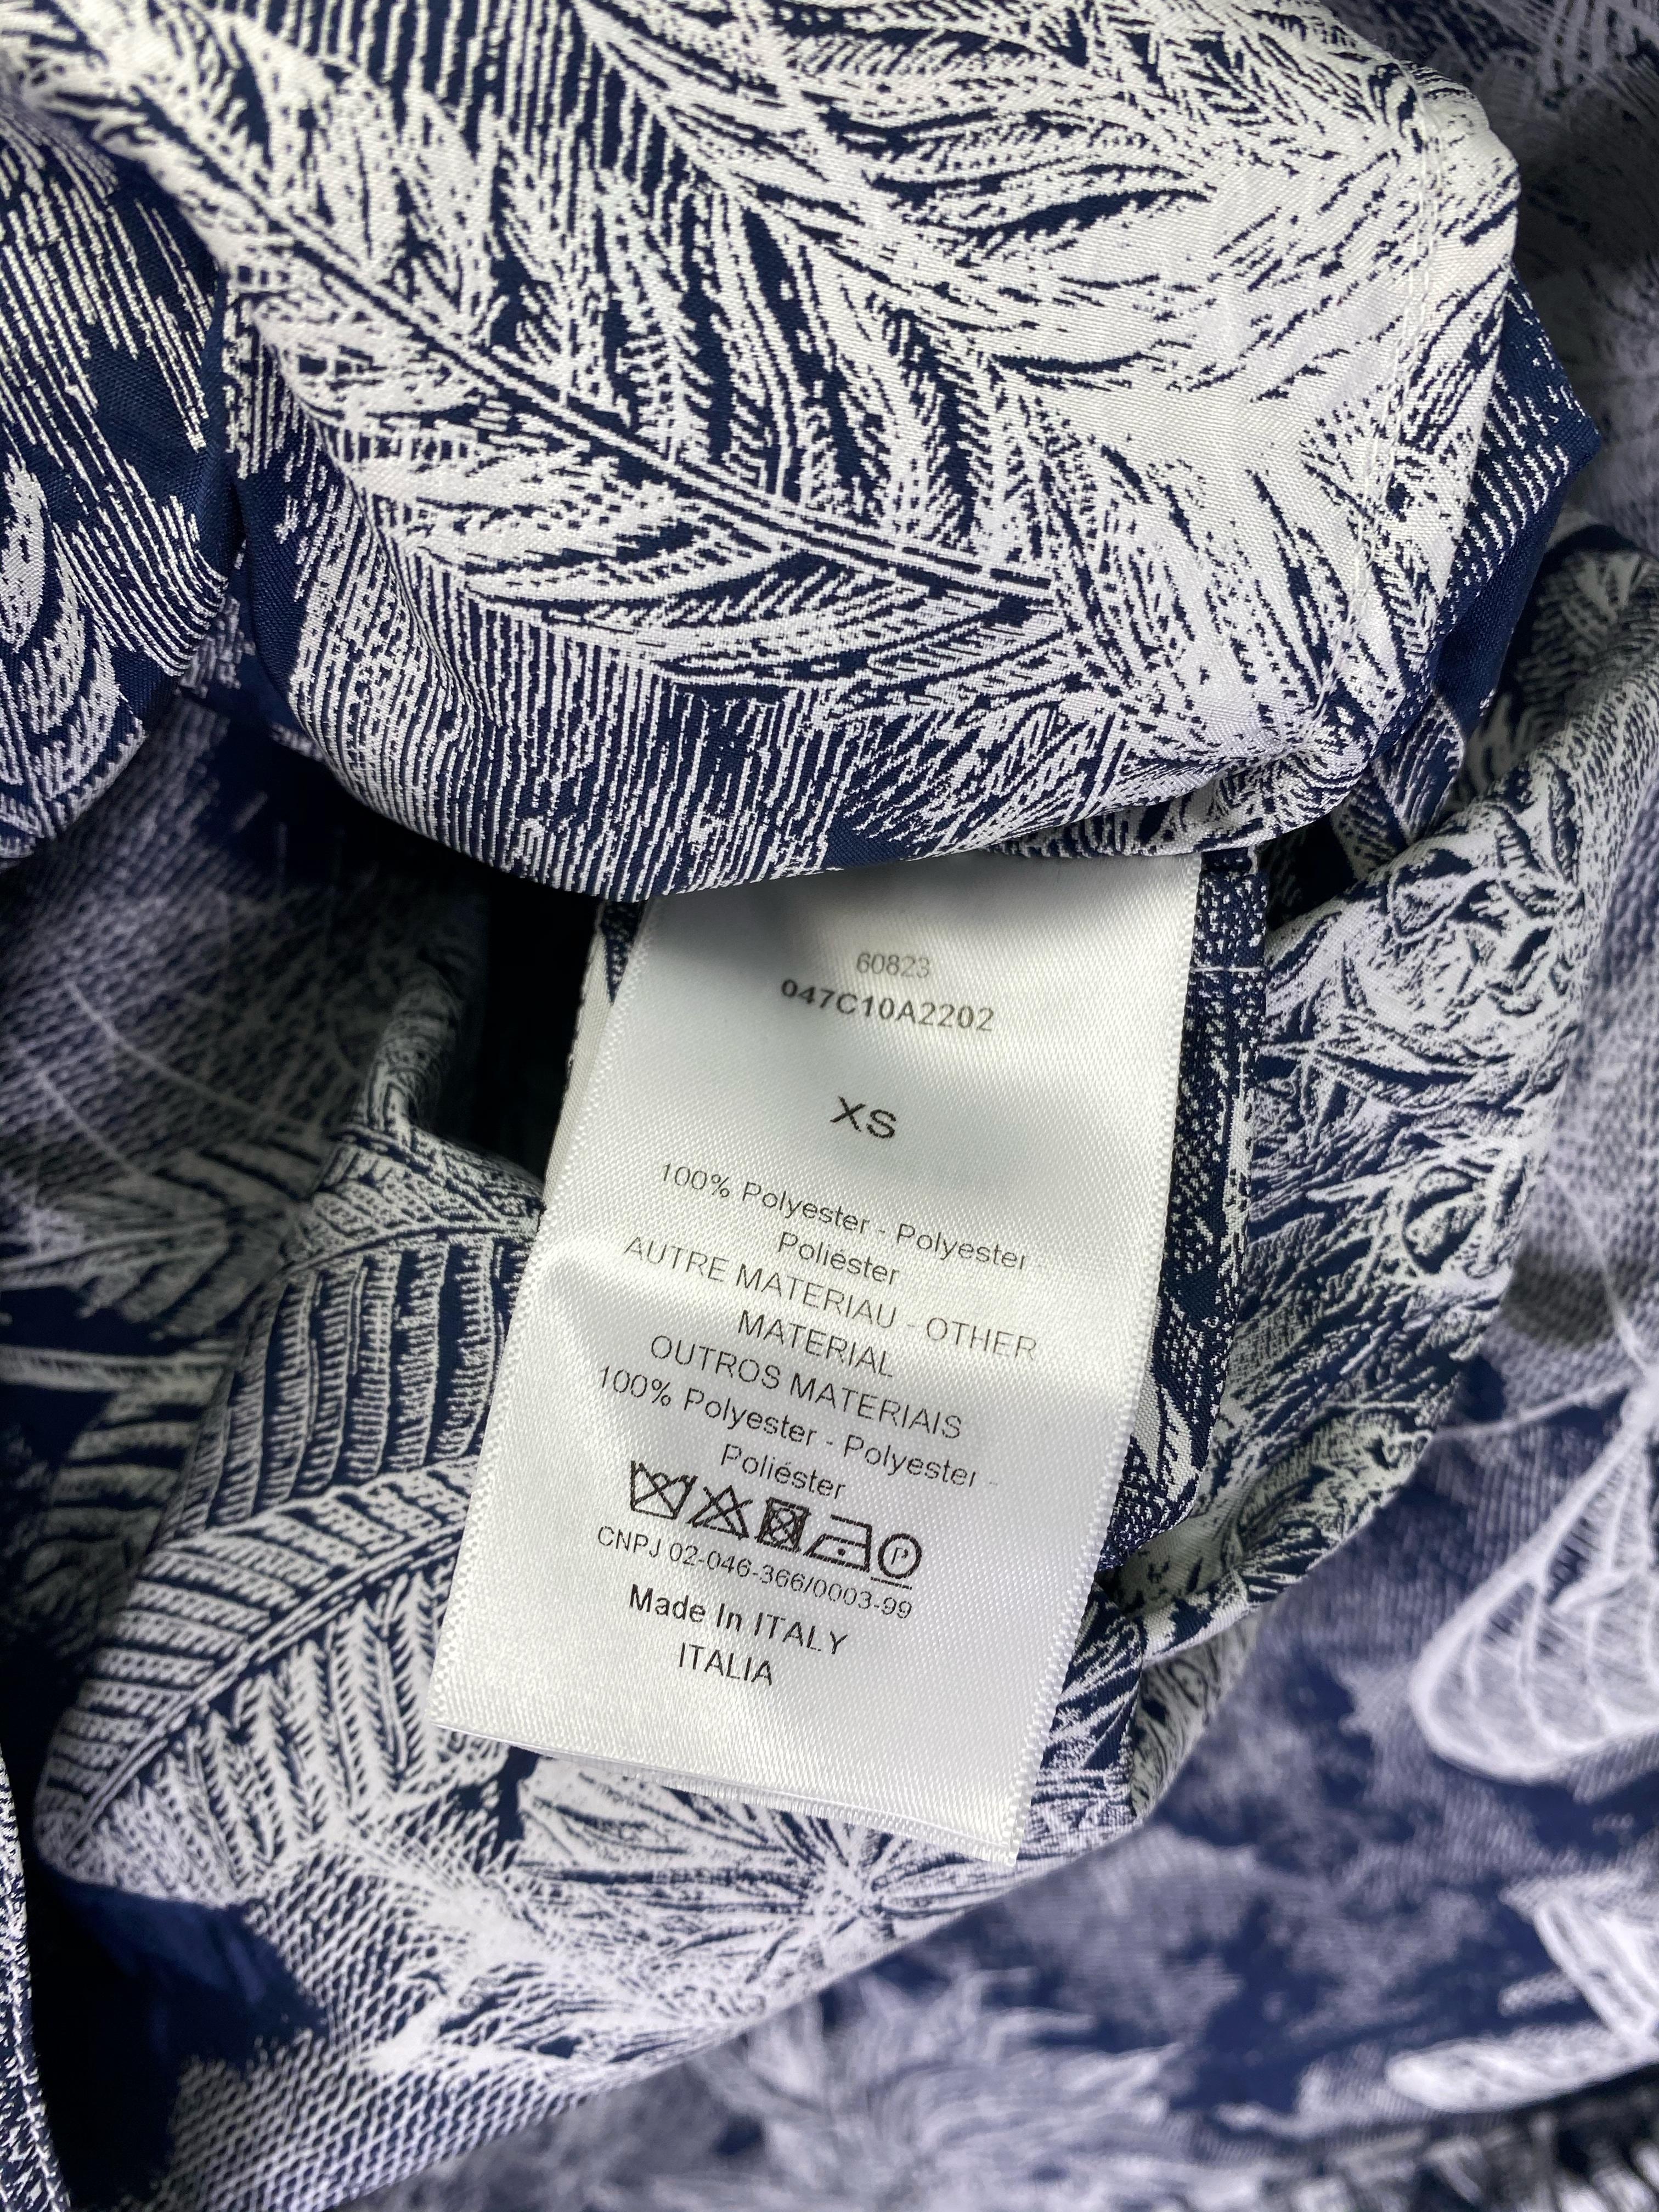 60823
047C10A2202
XS
100% Polyester - Polyester -
Poliéster
AUTRE MATERIAU - OTHER
MATERIAL
OUTROS MATERIAIS
100% Polyester - Polyester -
Poliéster
P
CNPJ 02-046-366/0003-99
Made In ITALY
ITALIA